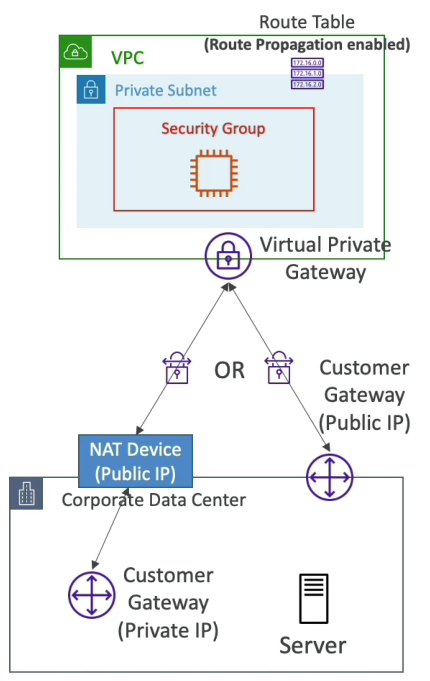 Route Table
(Route Propagation enabled)
VPC
172.16.0.0
172.16.1.0
172.16.2.0
Private Subnet
Security Group
Virtual Private
Gateway
OR
Customer
Gateway
(Public IP)
NAT Device
(Public IP)
Corporate Data Center
Customer
Gateway
(Private IP)
Server